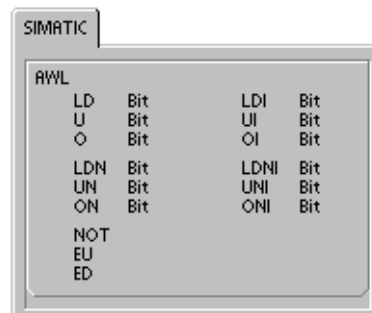 SIMATIC
AWL
LD Bit LDI Bit
U Bit UI Bit
O Bit OI Bit
LDN Bit LDNI Bit
UN Bit UNI Bit
ON Bit ONI Bit
NOT
EU
ED